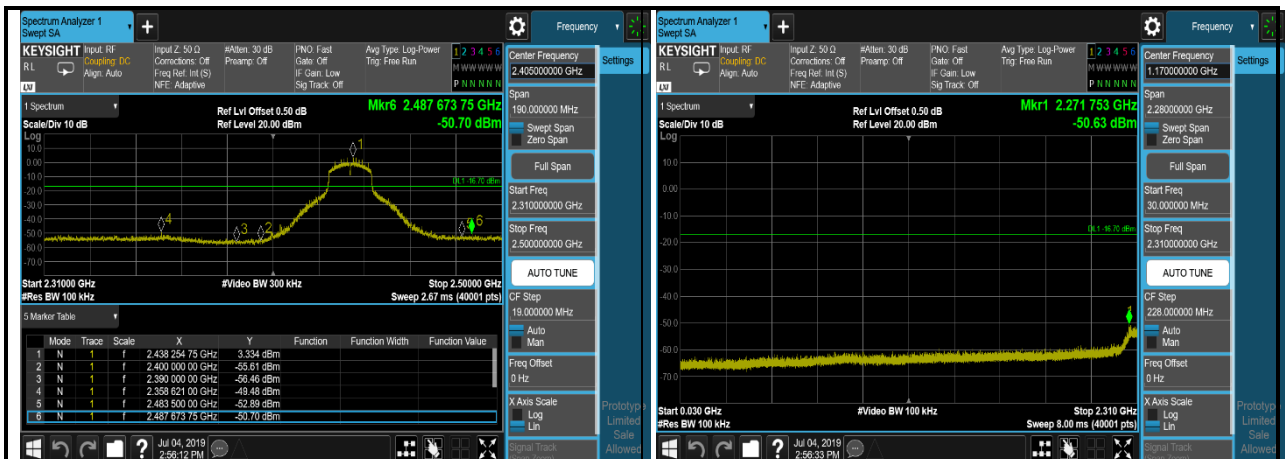 Spectrum Analyzer 1
Swept SA
Frequency
KEYSIGHT
Input: RF
Coupling: DC
Align: Auto
Input Z: 50 Ω
Corrections: Off
Freq Ref: Int (S)
NFE: Adaptive
#Atten: 30 dB
Preamp: Off
PNO: Fast
Gate: Off
IF Gain: Low
Sig Track: Off
Avg Type: Log-Power
Trig: Free Run
1 2 3 4 5 6
M W W W W W
P N N N N N
RL
LXI
1 Spectrum
Scale/Div 10 dB
Log
Ref Lvl Offset 0.50 dB
Ref Level 20.00 dBm
Mkr6 2.487 673 75 GHz
-50.70 dBm
10.0
0.00
-10.0
-20.0
-30.0
-40.0
-50.0
-60.0
-70.0
DL1 -16.70 dBm
1
4
3
2
6
Start 2.31000 GHz
#Res BW 100 kHz
#Video BW 300 kHz
Stop 2.50000 GHz
Sweep 2.67 ms (40001 pts)
5 Marker Table
Mode Trace Scale X Y Function Function Width Function Value
1 N 1 f 2.438 254 75 GHz 3.334 dBm
2 N 1 f 2.400 000 00 GHz -55.61 dBm
3 N 1 f 2.390 000 00 GHz -56.46 dBm
4 N 1 f 2.358 621 00 GHz -49.48 dBm
5 N 1 f 2.483 500 00 GHz -52.89 dBm
6 N 1 f 2.487 673 75 GHz -50.70 dBm
Center Frequency
2.405000000 GHz
Settings
Span
190.000000 MHz
Swept Span
Zero Span
Full Span
Start Freq
2.310000000 GHz
Stop Freq
2.500000000 GHz
AUTO TUNE
CF Step
19.000000 MHz
Auto
Man
Freq Offset
0 Hz
X Axis Scale
Log
Lin
Signal Track
Prototype
Limited
Sale
Allowed
?
Jul 04, 2019
2:56:12 PM
Spectrum Analyzer 1
Swept SA
Frequency
KEYSIGHT
Input: RF
Coupling: DC
Align: Auto
Input Z: 50 Ω
Corrections: Off
Freq Ref: Int (S)
NFE: Adaptive
#Atten: 30 dB
Preamp: Off
PNO: Fast
Gate: Off
IF Gain: Low
Sig Track: Off
Avg Type: Log-Power
Trig: Free Run
1 2 3 4 5 6
M W W W W W
P N N N N N
RL
LXI
1 Spectrum
Scale/Div 10 dB
Log
Ref Lvl Offset 0.50 dB
Ref Level 20.00 dBm
Mkr1 2.271 753 GHz
-50.63 dBm
10.0
0.00
-10.0
-20.0
-30.0
-40.0
-50.0
-60.0
-70.0
DL1 -16.70 dBm
Start 0.030 GHz
#Res BW 100 kHz
#Video BW 100 kHz
Stop 2.310 GHz
Sweep 8.00 ms (40001 pts)
Center Frequency
1.170000000 GHz
Settings
Span
2.28000000 GHz
Swept Span
Zero Span
Full Span
Start Freq
30.000000 MHz
Stop Freq
2.310000000 GHz
AUTO TUNE
CF Step
228.000000 MHz
Auto
Man
Freq Offset
0 Hz
X Axis Scale
Log
Lin
Signal Track
Prototype
Limited
Sale
Allowed
?
Jul 04, 2019
2:56:33 PM